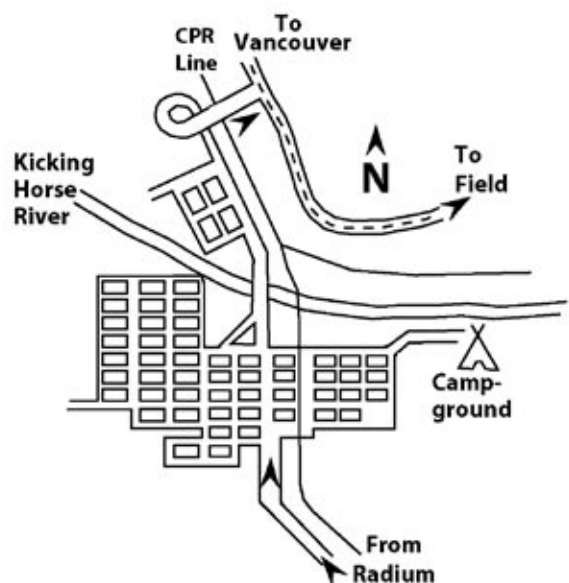 To
Vancouver
CPR
Line
Kicking
Horse
River
N
To
Field
Camp-
ground
From
Radium